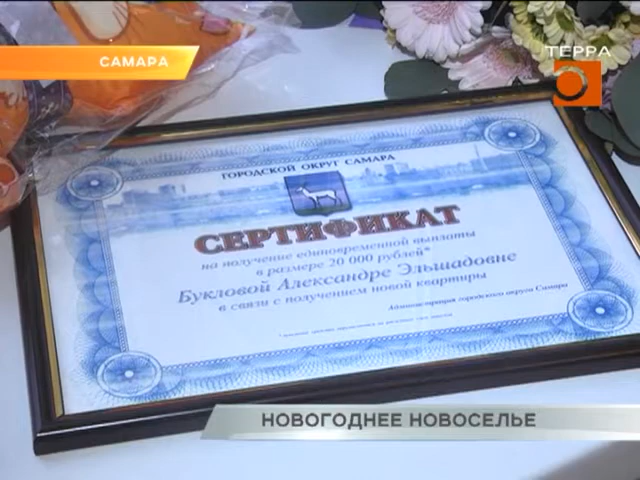 САМАРА
ТЕРРА
ГОРОДСКОЙ ОКРУГ САМАРА
СЕРТИФИКАТ
на получение единовременной выплаты
в размере 20 000 рублей*
Букловой Александре Эльшадовне
в связи с получением новой квартиры
Администрация городского округа Самара
НОВОГОДНЕЕ НОВОСЕЛЬЕ